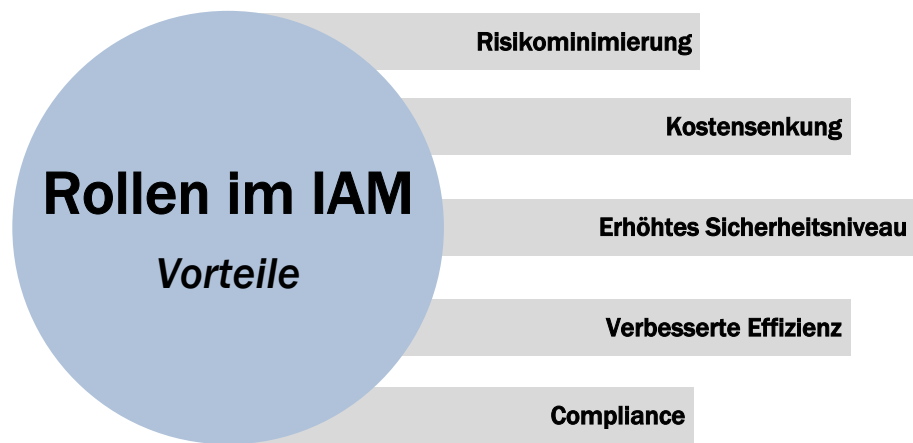 Rollen im IAM
Vorteile
Risikominimierung
Kostensenkung
Erhöhtes Sicherheitsniveau
Verbesserte Effizienz
Compliance